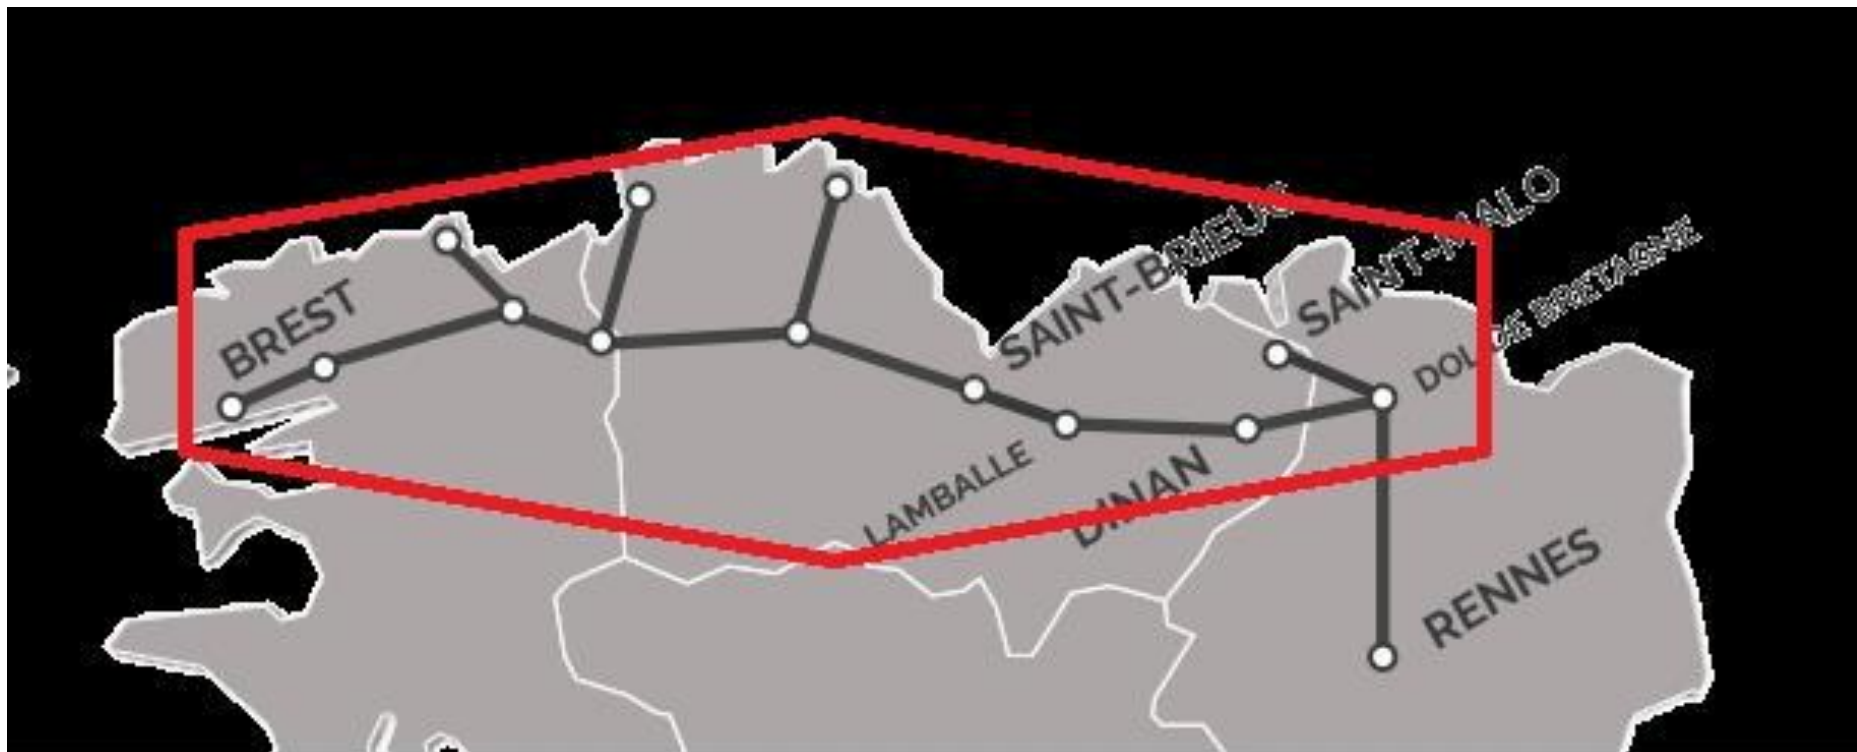 BREST
SAINT-BRIEUC
SAINT-MALO
DOL DE BRETAGNE
LAMBALLE
DINAN
RENNES